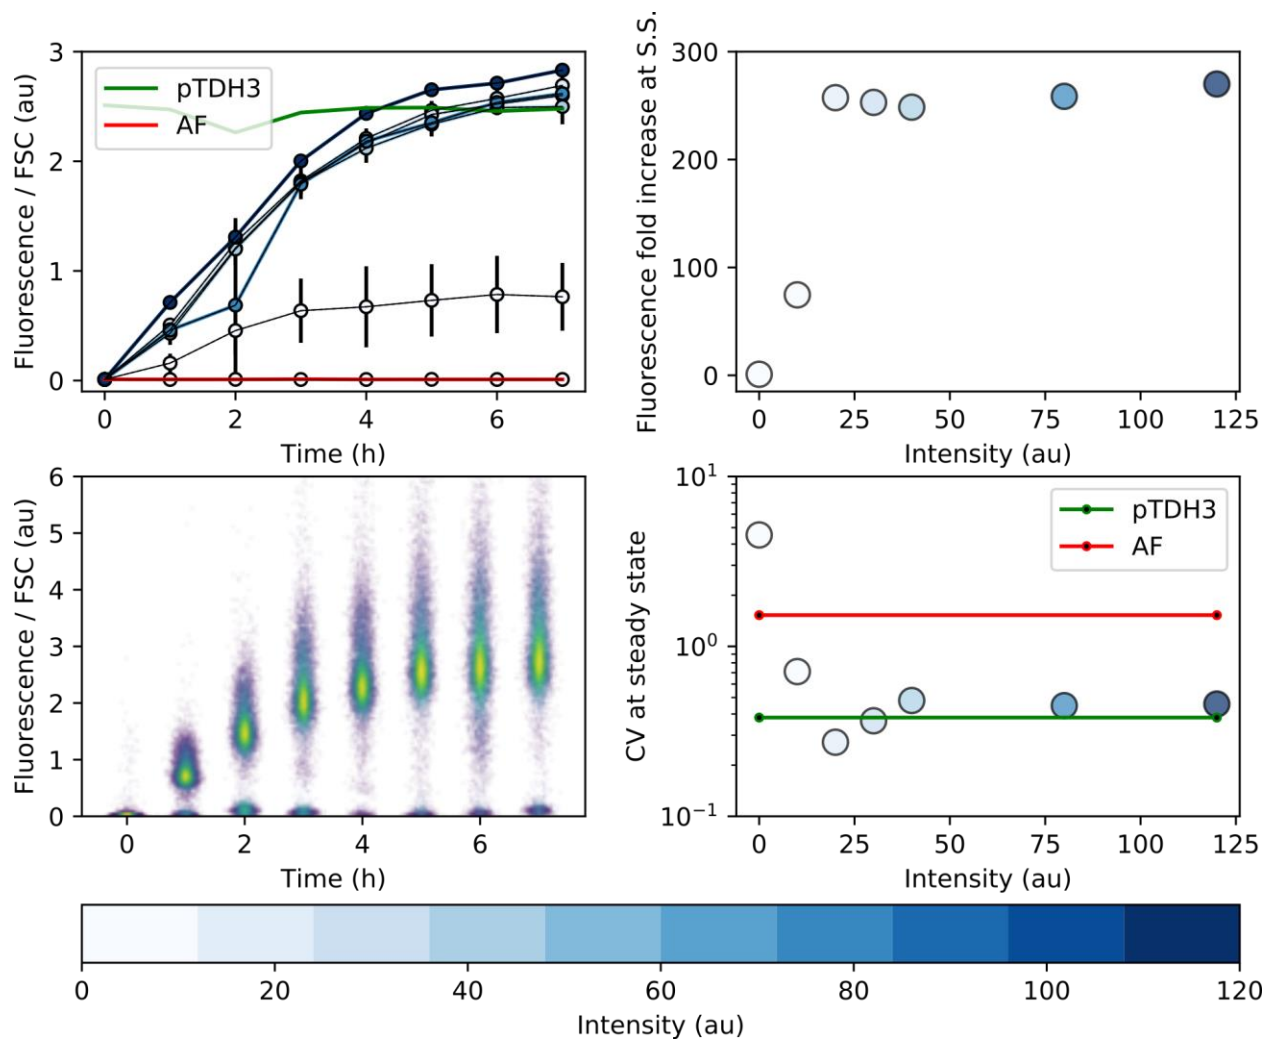 Fluorescence / FSC (au)
3
2
1
0
pTDH3
AF
0 2 4 6
Time (h)
Fluorescence fold increase at S.S.
300
200
100
0
0 25 50 75 100 125
Intensity (au)
Fluorescence / FSC (au)
6
5
4
3
2
1
0
0 2 4 6
Time (h)
CV at steady state
10¹
10⁰
10⁻¹
pTDH3
AF
0 25 50 75 100 125
Intensity (au)
0 20 40 60 80 100 120
Intensity (au)